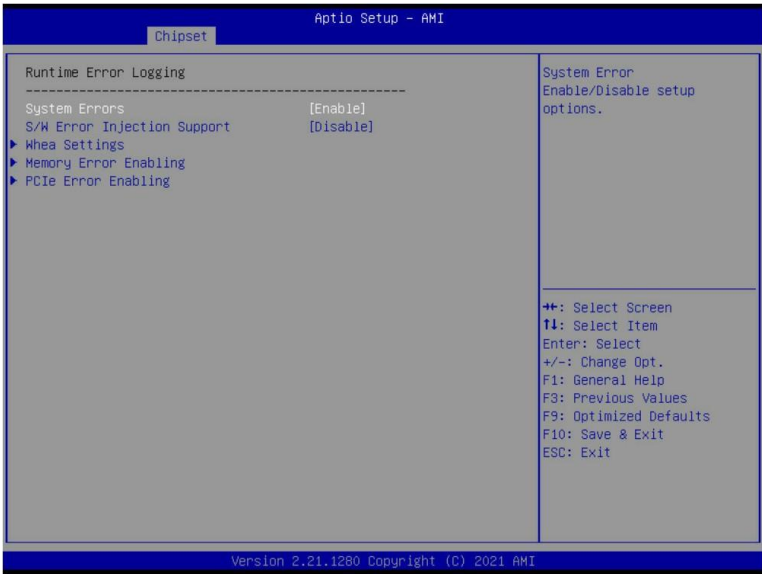 Aptio Setup – AMI
Chipset
Runtime Error Logging
--------------------------------------------------
System Errors [Enable]
S/W Error Injection Support [Disable]
▶ Whea Settings
▶ Memory Error Enabling
▶ PCIe Error Enabling
System Error
Enable/Disable setup
options.
→←: Select Screen
↑↓: Select Item
Enter: Select
+/-: Change Opt.
F1: General Help
F3: Previous Values
F9: Optimized Defaults
F10: Save & Exit
ESC: Exit
Version 2.21.1280 Copyright (C) 2021 AMI